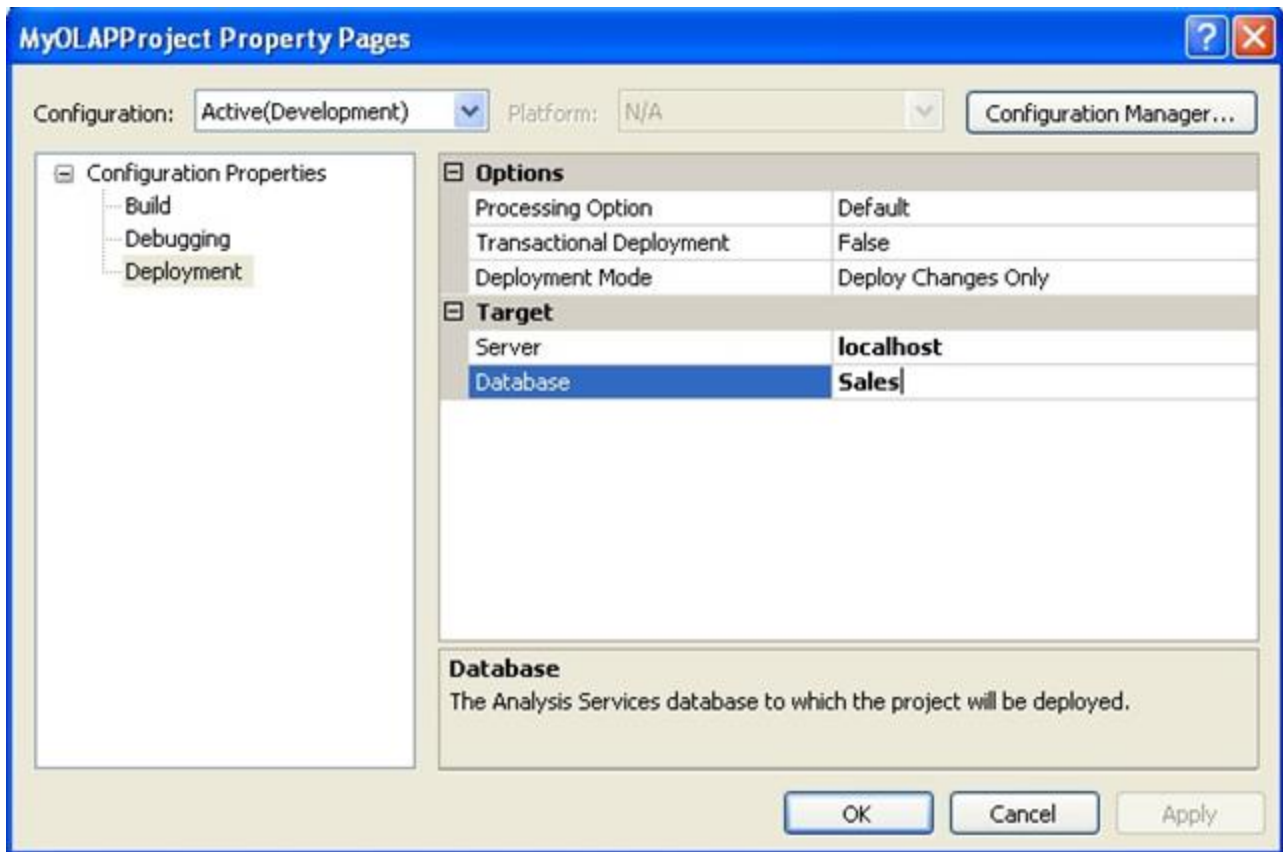 MyOLAPProject Property Pages
Configuration: Active(Development) Platform: N/A Configuration Manager...
Configuration Properties
Build
Debugging
Deployment
Options
Processing Option Default
Transactional Deployment False
Deployment Mode Deploy Changes Only
Target
Server localhost
Database Sales
Database
The Analysis Services database to which the project will be deployed.
OK Cancel Apply